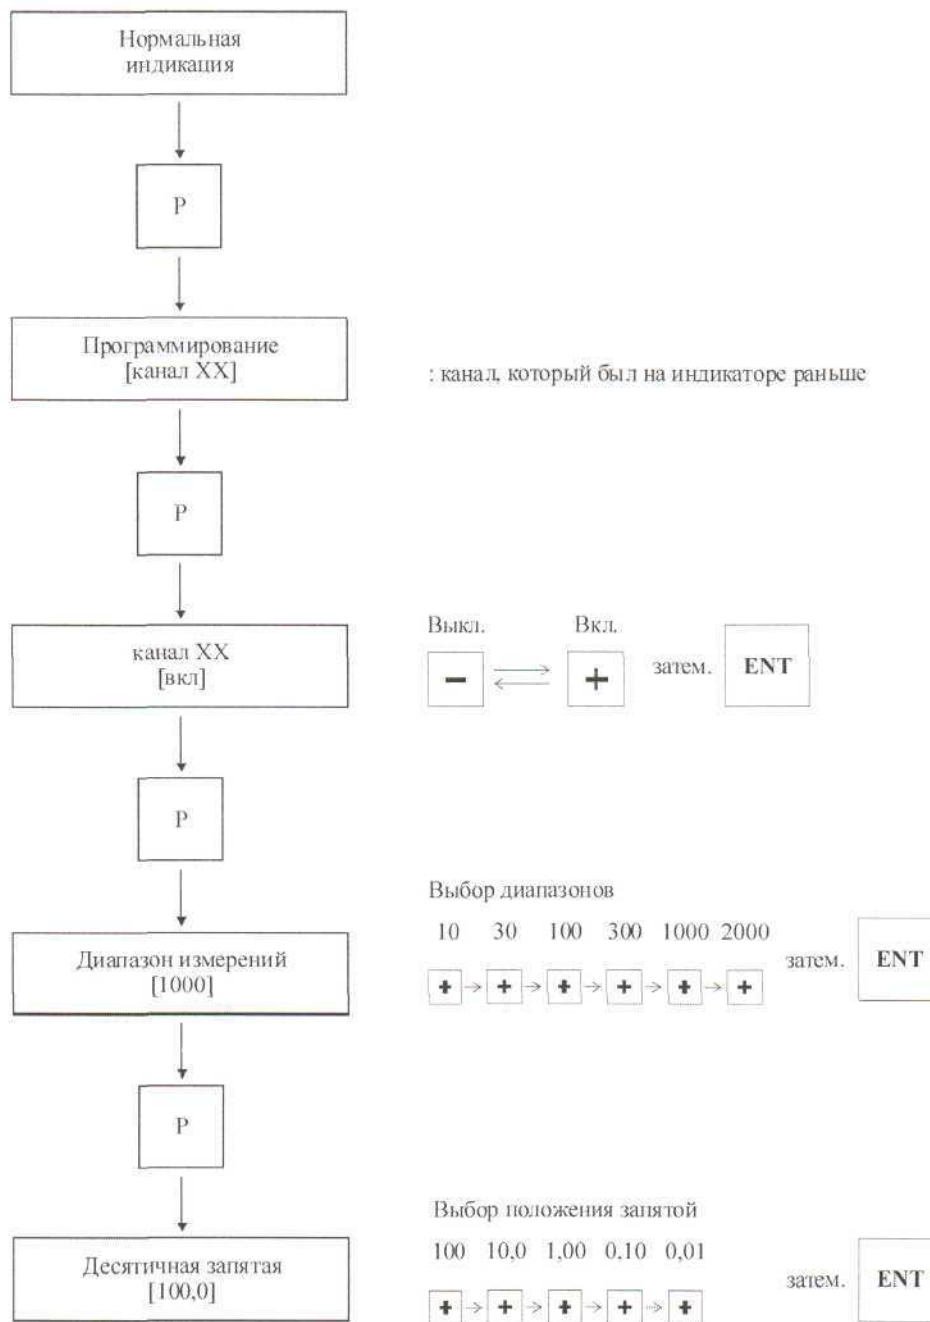 Нормальная
индикация
P
Программирование
[канал XX]
: канал, который был на индикаторе раньше
P
канал XX
[вкл]
Выкл. Вкл.
− + затем. ENT
P
Диапазон измерений
[1000]
Выбор диапазонов
10 30 100 300 1000 2000
+ + + + + + затем. ENT
P
Десятичная запятая
[100,0]
Выбор положения запятой
100 10,0 1,00 0,10 0,01
+ + + + + затем. ENT